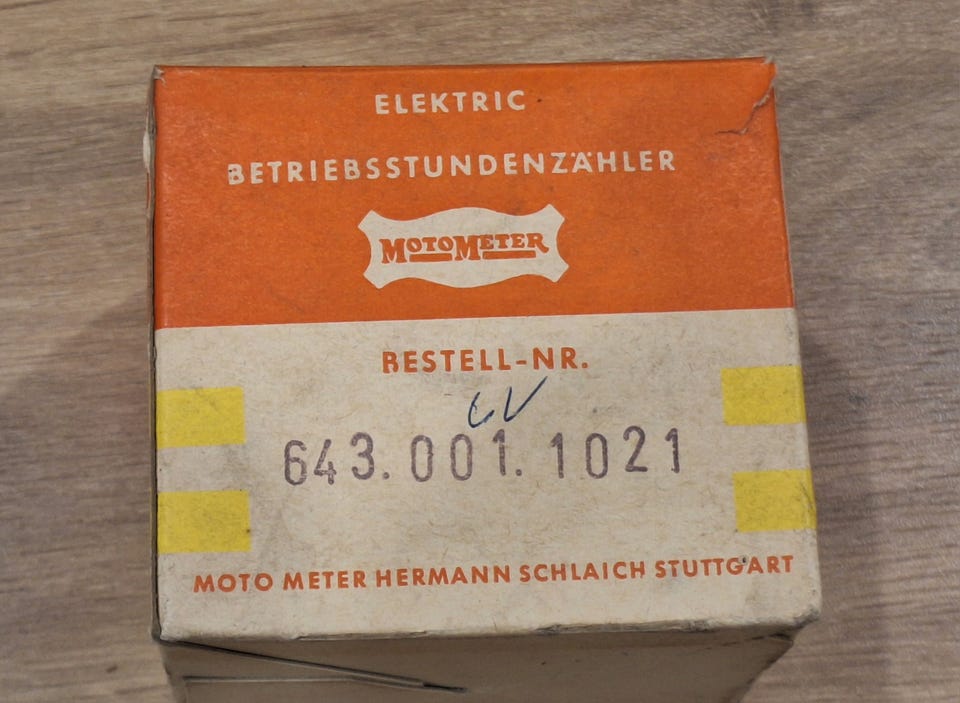 ELEKTRIC
BETRIEBSSTUNDENZÄHLER
MOTOMETER
BESTELL-NR.
6V
643.001.1021
MOTO METER HERMANN SCHLAICH STUTTGART